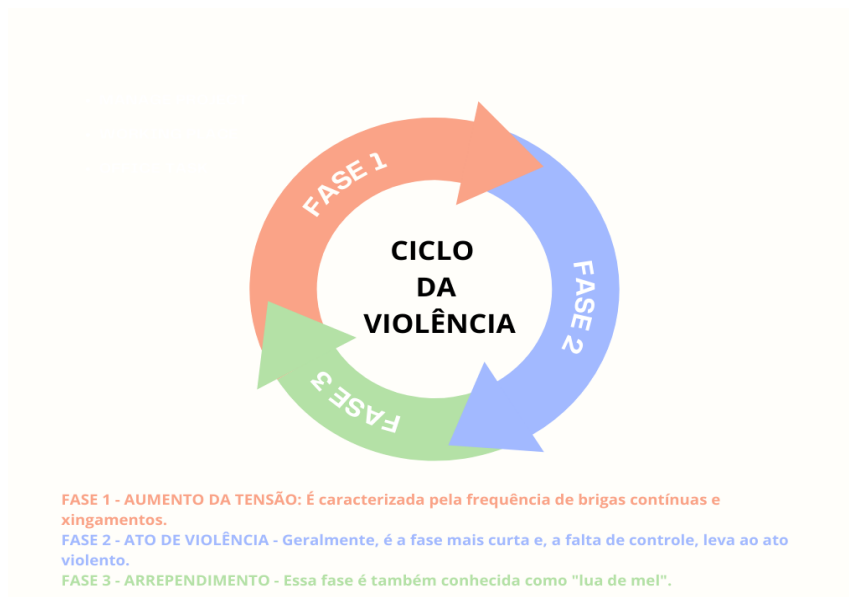 FASE 1
FASE 2
FASE 3
CICLO
DA
VIOLÊNCIA
FASE 1 - AUMENTO DA TENSÃO: É caracterizada pela frequência de brigas contínuas e
xingamentos.
FASE 2 - ATO DE VIOLÊNCIA - Geralmente, é a fase mais curta e, a falta de controle, leva ao ato
violento.
FASE 3 - ARREPENDIMENTO - Essa fase é também conhecida como "lua de mel".